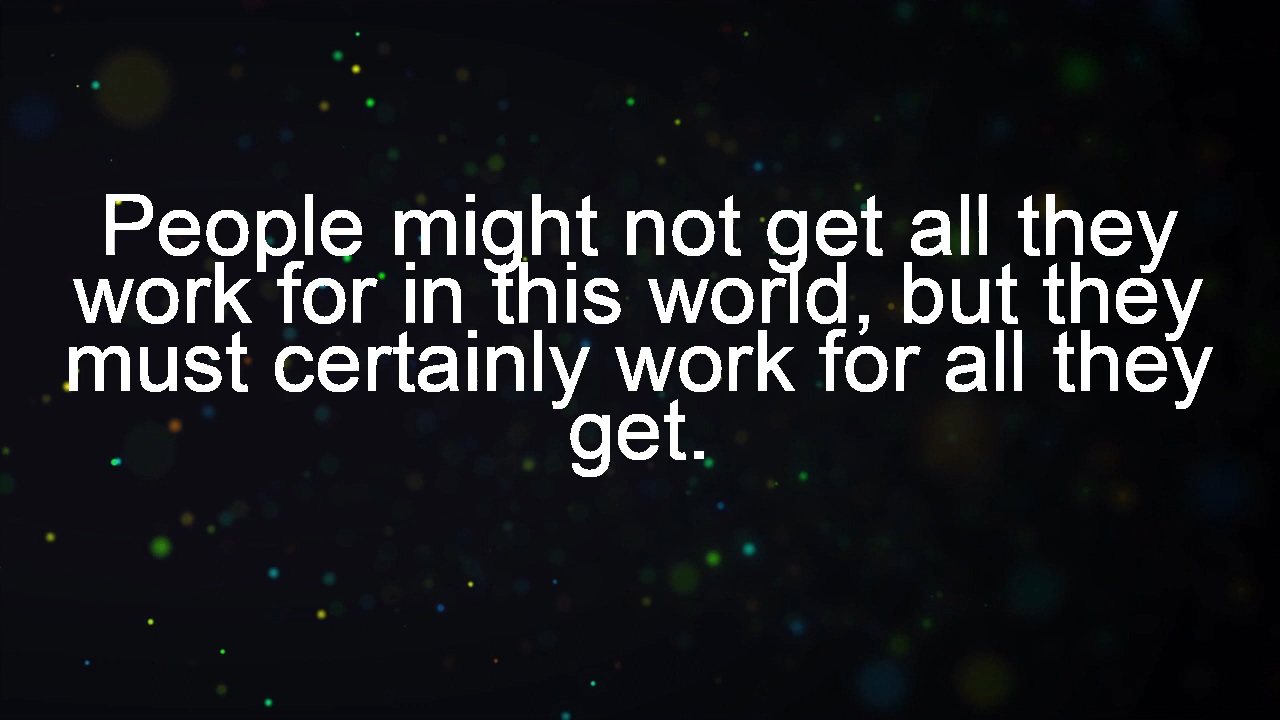 People might not get all they
work for in this world, but they
must certainly work for all they
get.